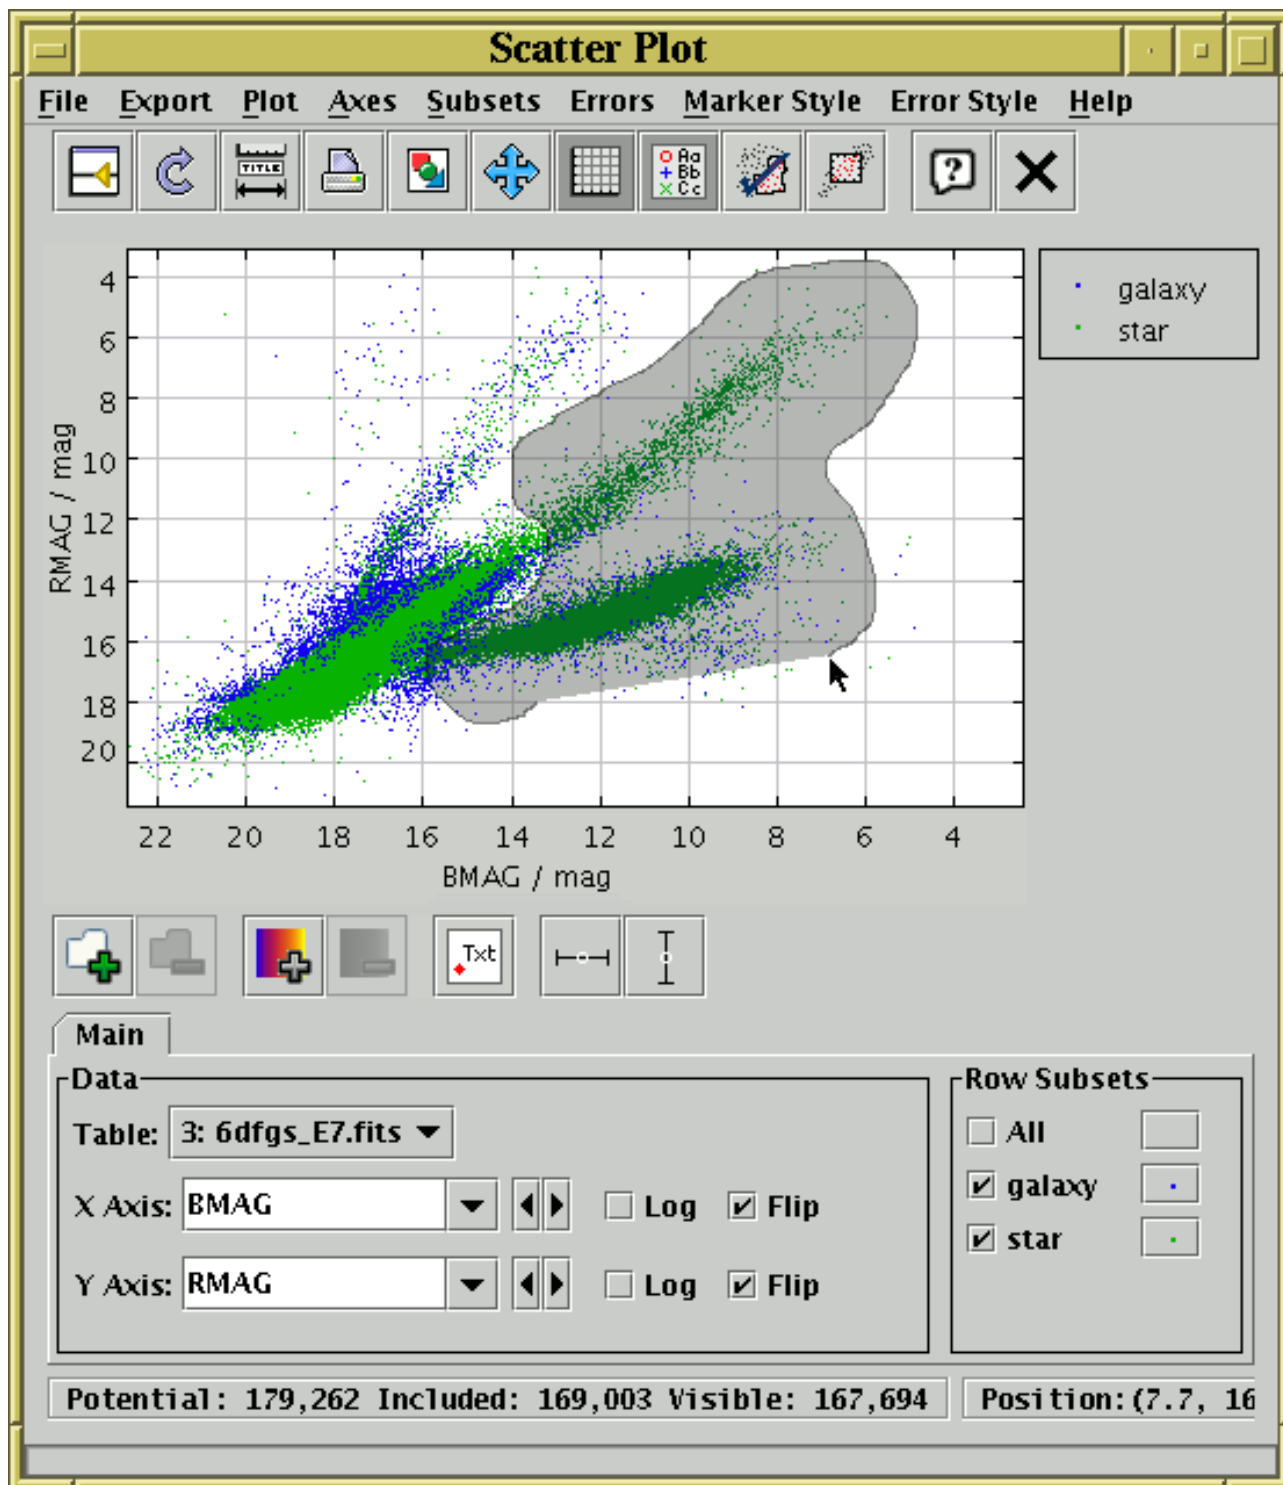 Scatter Plot
File Export Plot Axes Subsets Errors Marker Style Error Style Help
TITLE
Aa
Bb
Cc
?
4
6
8
10
12
14
16
18
20
RMAG / mag
galaxy
star
22 20 18 16 14 12 10 8 6 4
BMAG / mag
Txt
Main
Data
Table: 3: 6dfgs_E7.fits
X Axis: BMAG Log Flip
Y Axis: RMAG Log Flip
Row Subsets
All
galaxy
star
Potential: 179,262 Included: 169,003 Visible: 167,694 Position:(7.7, 16